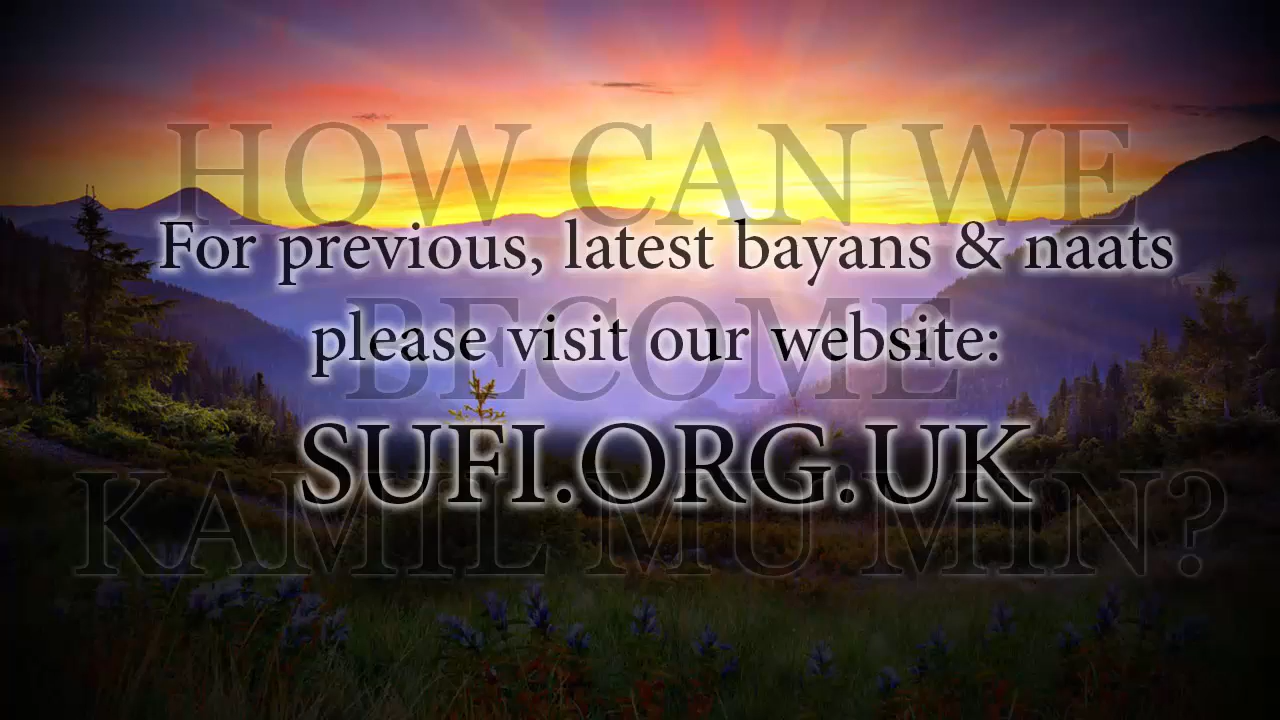 HOW CAN WE
For previous, latest bayans & naats
BECOME
please visit our website:
SUFI.ORG.UK
KAMIL MU'MIN?